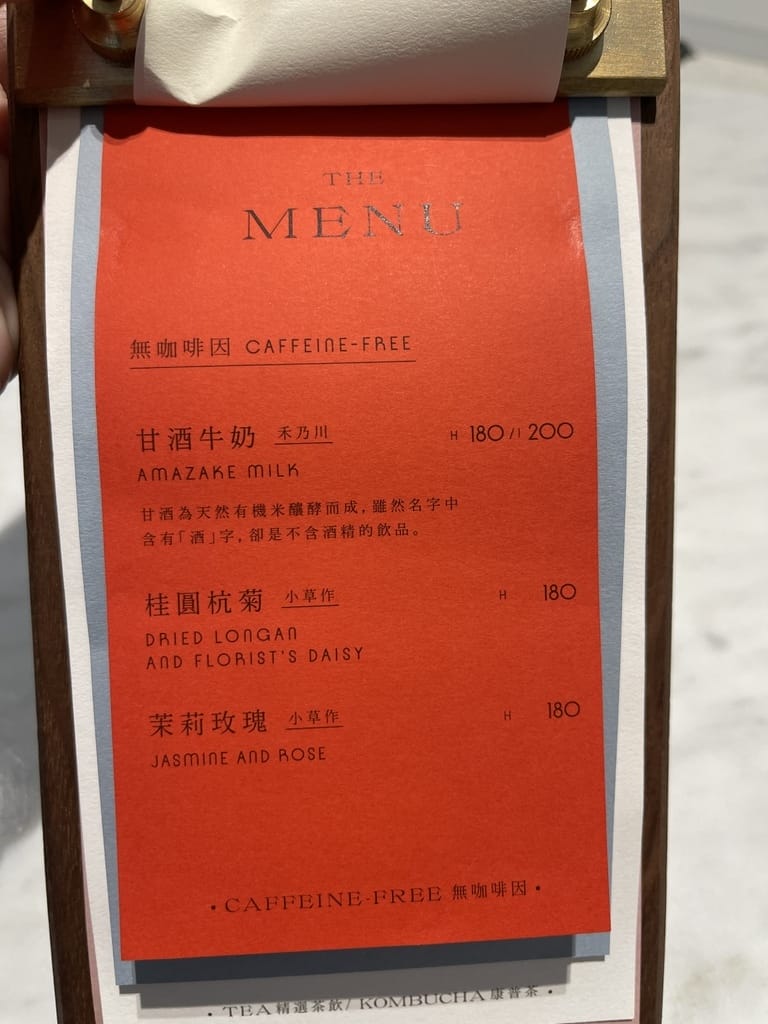 THE
MENU
無咖啡因 CAFFEINE-FREE
甘酒牛奶 禾乃川 H 180 / I 200
AMAZAKE MILK
甘酒為天然有機米釀酵而成，雖然名字中
含有「酒」字，卻是不含酒精的飲品。
桂圓杭菊 小草作 H 180
DRIED LONGAN
AND FLORIST'S DAISY
茉莉玫瑰 小草作 H 180
JASMINE AND ROSE
· CAFFEINE-FREE 無咖啡因 ·
· TEA 精選茶飲 / KOMBUCHA 康普茶 ·